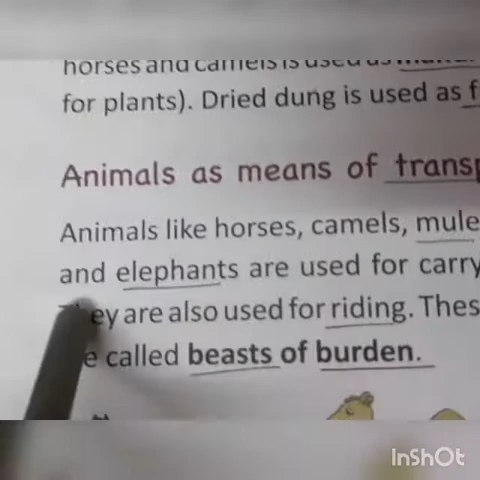 horses and camels is used as
for plants). Dried dung is used as f
Animals as means of transp
Animals like horses, camels, mule
and elephants are used for carry
They are also used for riding. Thes
e called beasts of burden.
InShOt